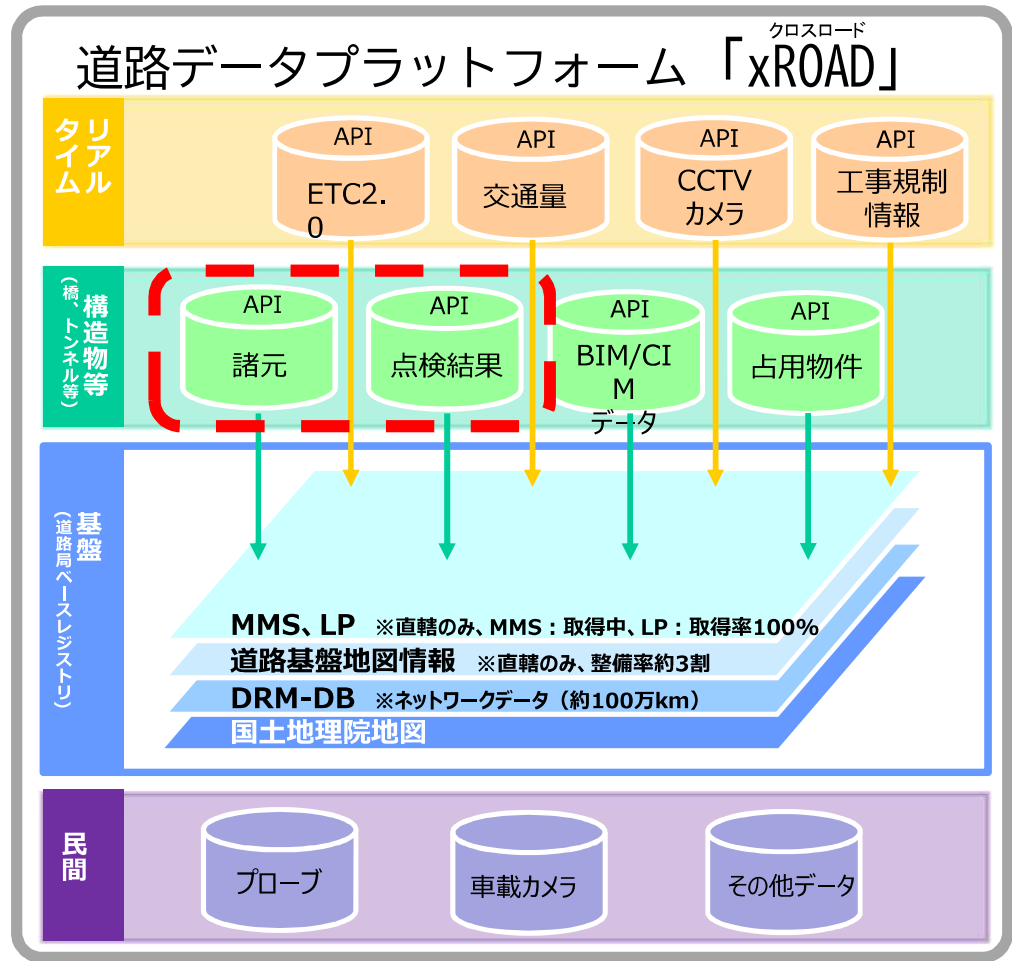 クロスロード
道路データプラットフォーム「xROAD」
リアル
タイム
API
ETC2.
0
API
交通量
API
CCTV
カメラ
API
工事規制
情報
構造物等
(橋、トンネル等)
API
諸元
API
点検結果
API
BIM/CI
M
データ
API
占用物件
基盤
(道路局ベースレジストリ)
MMS、LP ※直轄のみ、MMS：取得中、LP：取得率100%
道路基盤地図情報 ※直轄のみ、整備率約3割
DRM-DB ※ネットワークデータ（約100万km）
国土地理院地図
民間
プローブ
車載カメラ
その他データ